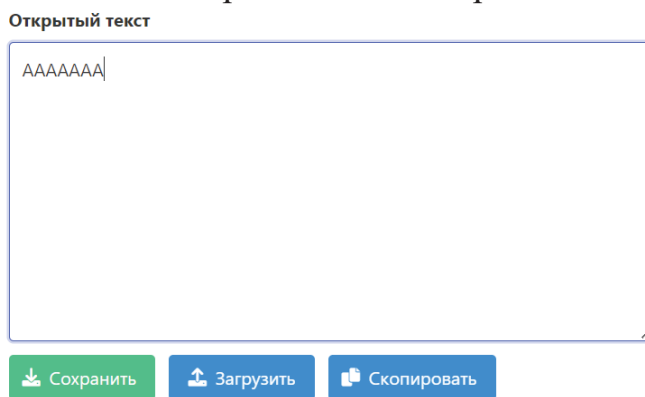 Открытый текст
AAAAAAA
Сохранить
Загрузить
Скопировать